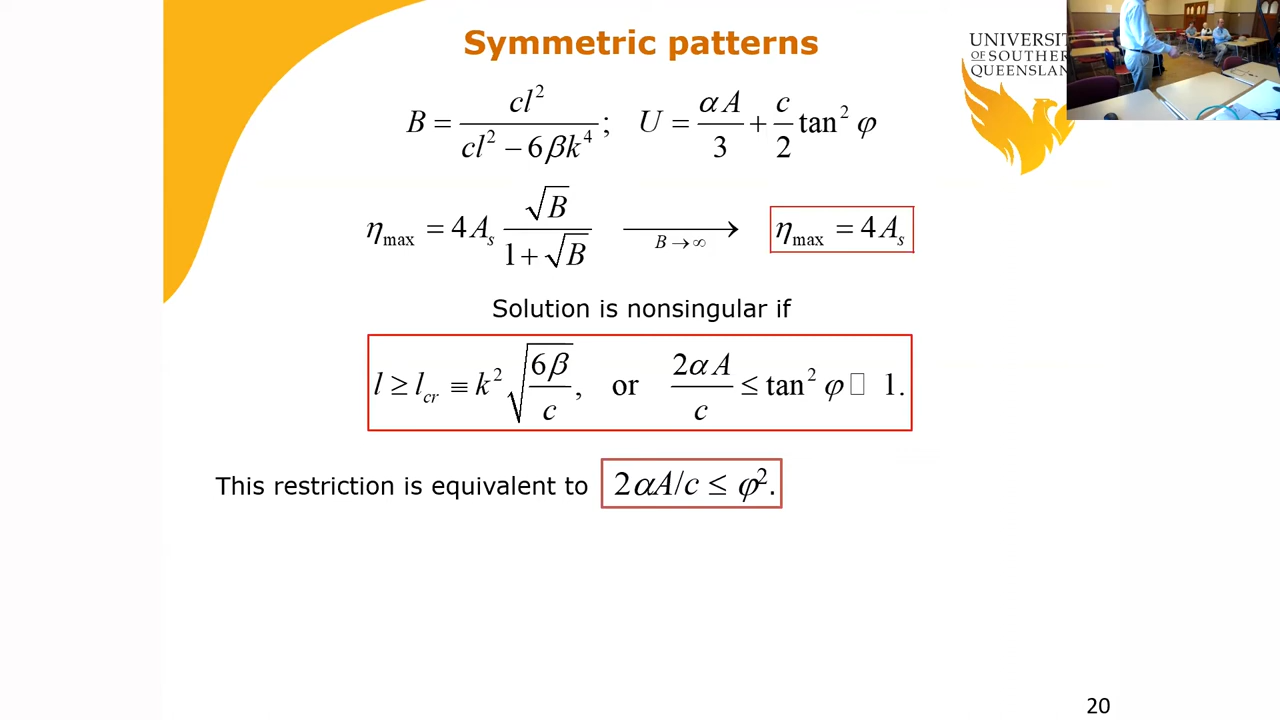 Symmetric patterns
UNIVERSIT
OF SOUTHER
QUEENSLAN
B = cl² / (cl² − 6βk⁴) ; U = αA/3 + c/2 tan² φ
η_max = 4A_s √B / (1 + √B) ⟶ B→∞ η_max = 4A_s
Solution is nonsingular if
l ≥ l_cr ≡ k² √(6β/c), or 2αA/c ≤ tan² φ □ 1.
This restriction is equivalent to 2αA/c ≤ φ².
20